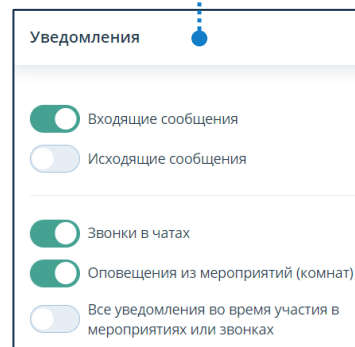 Уведомления
Входящие сообщения
Исходящие сообщения
Звонки в чатах
Оповещения из мероприятий (комнат)
Все уведомления во время участия в
мероприятиях или звонках